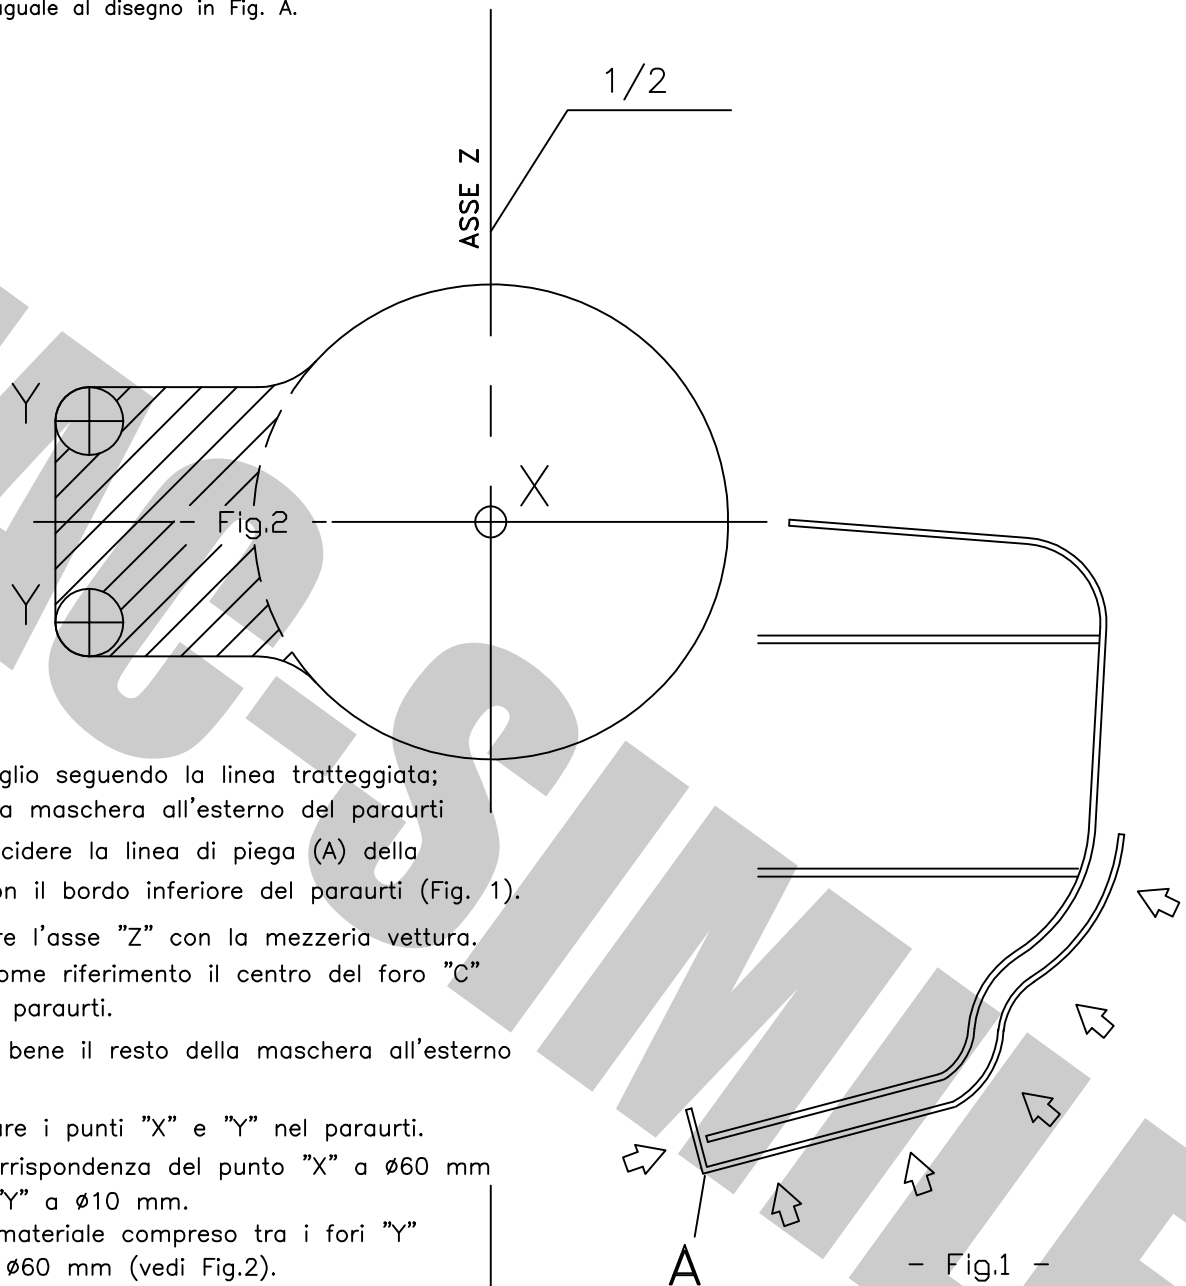 uguale al disegno in Fig. A.
1/2
ASSE Z
Y
X
- Fig.2 -
Y
glio seguendo la linea tratteggiata;
a maschera all'esterno del paraurti
cidere la linea di piega (A) della
on il bordo inferiore del paraurti (Fig. 1).
re l'asse "Z" con la mezzeria vettura.
ome riferimento il centro del foro "C"
paraurti.
bene il resto della maschera all'esterno
are i punti "X" e "Y" nel paraurti.
rrispondenza del punto "X" a ø60 mm
"Y" a ø10 mm.
materiale compreso tra i fori "Y"
ø60 mm (vedi Fig.2).
A
- Fig.1 -
AC-SIMILE